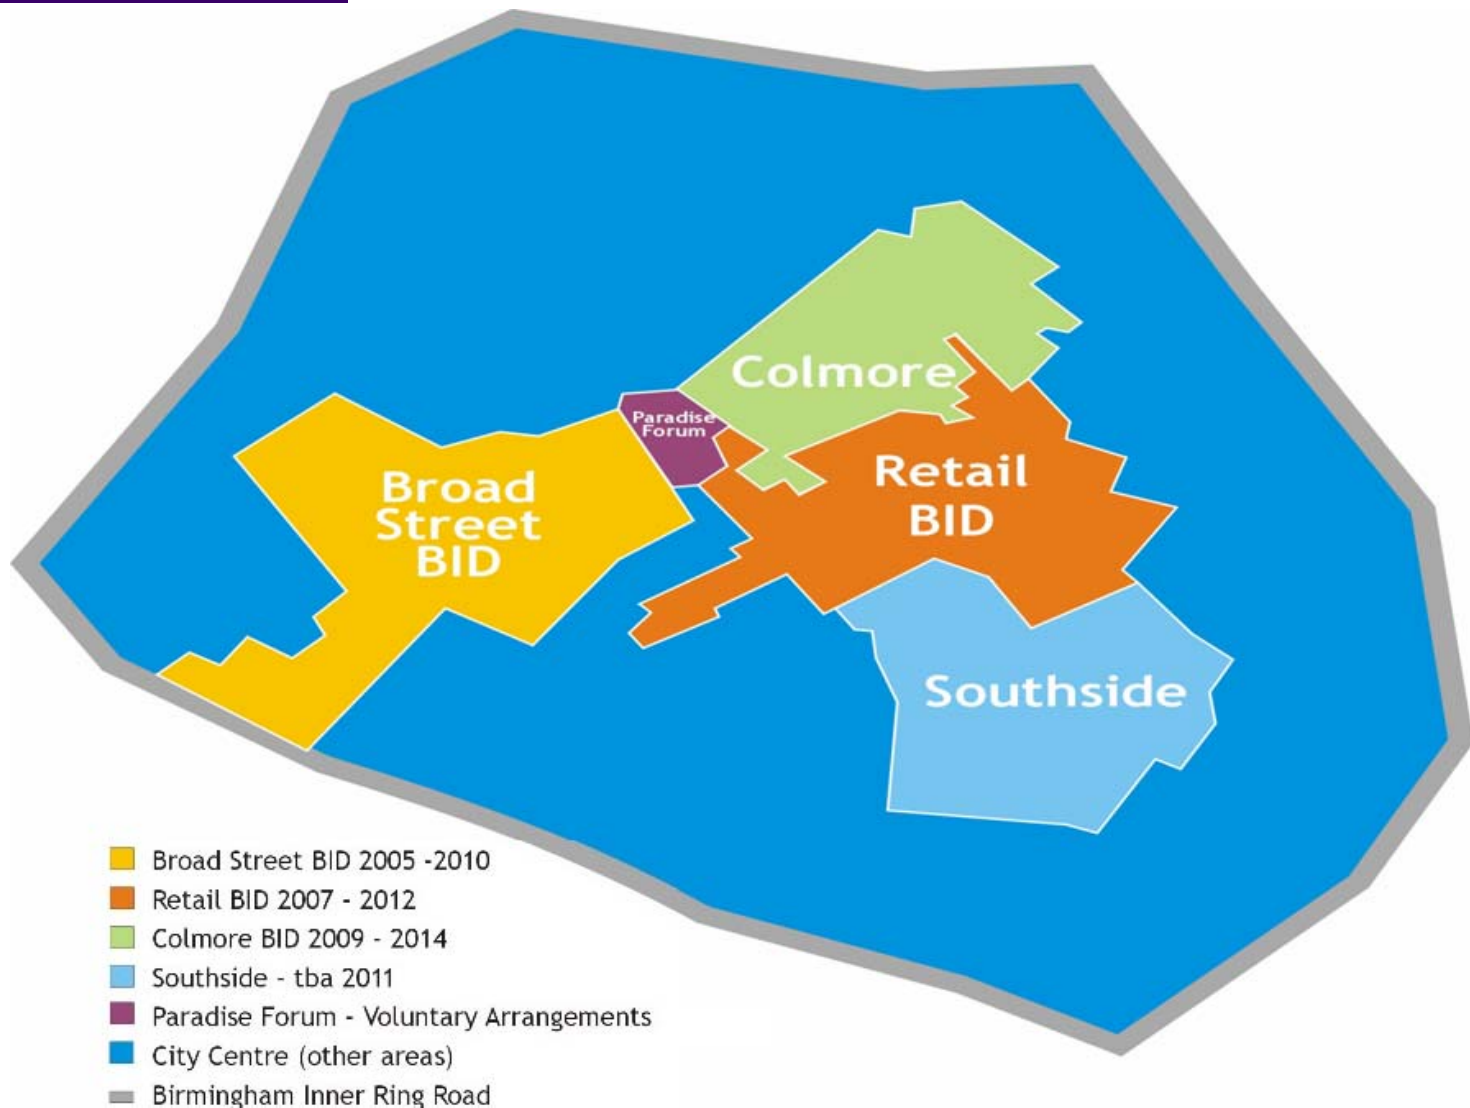 Colmore
Paradise
Forum
Broad
Street
BID
Retail
BID
Southside
Broad Street BID 2005 -2010
Retail BID 2007 - 2012
Colmore BID 2009 - 2014
Southside - tba 2011
Paradise Forum - Voluntary Arrangements
City Centre (other areas)
Birmingham Inner Ring Road